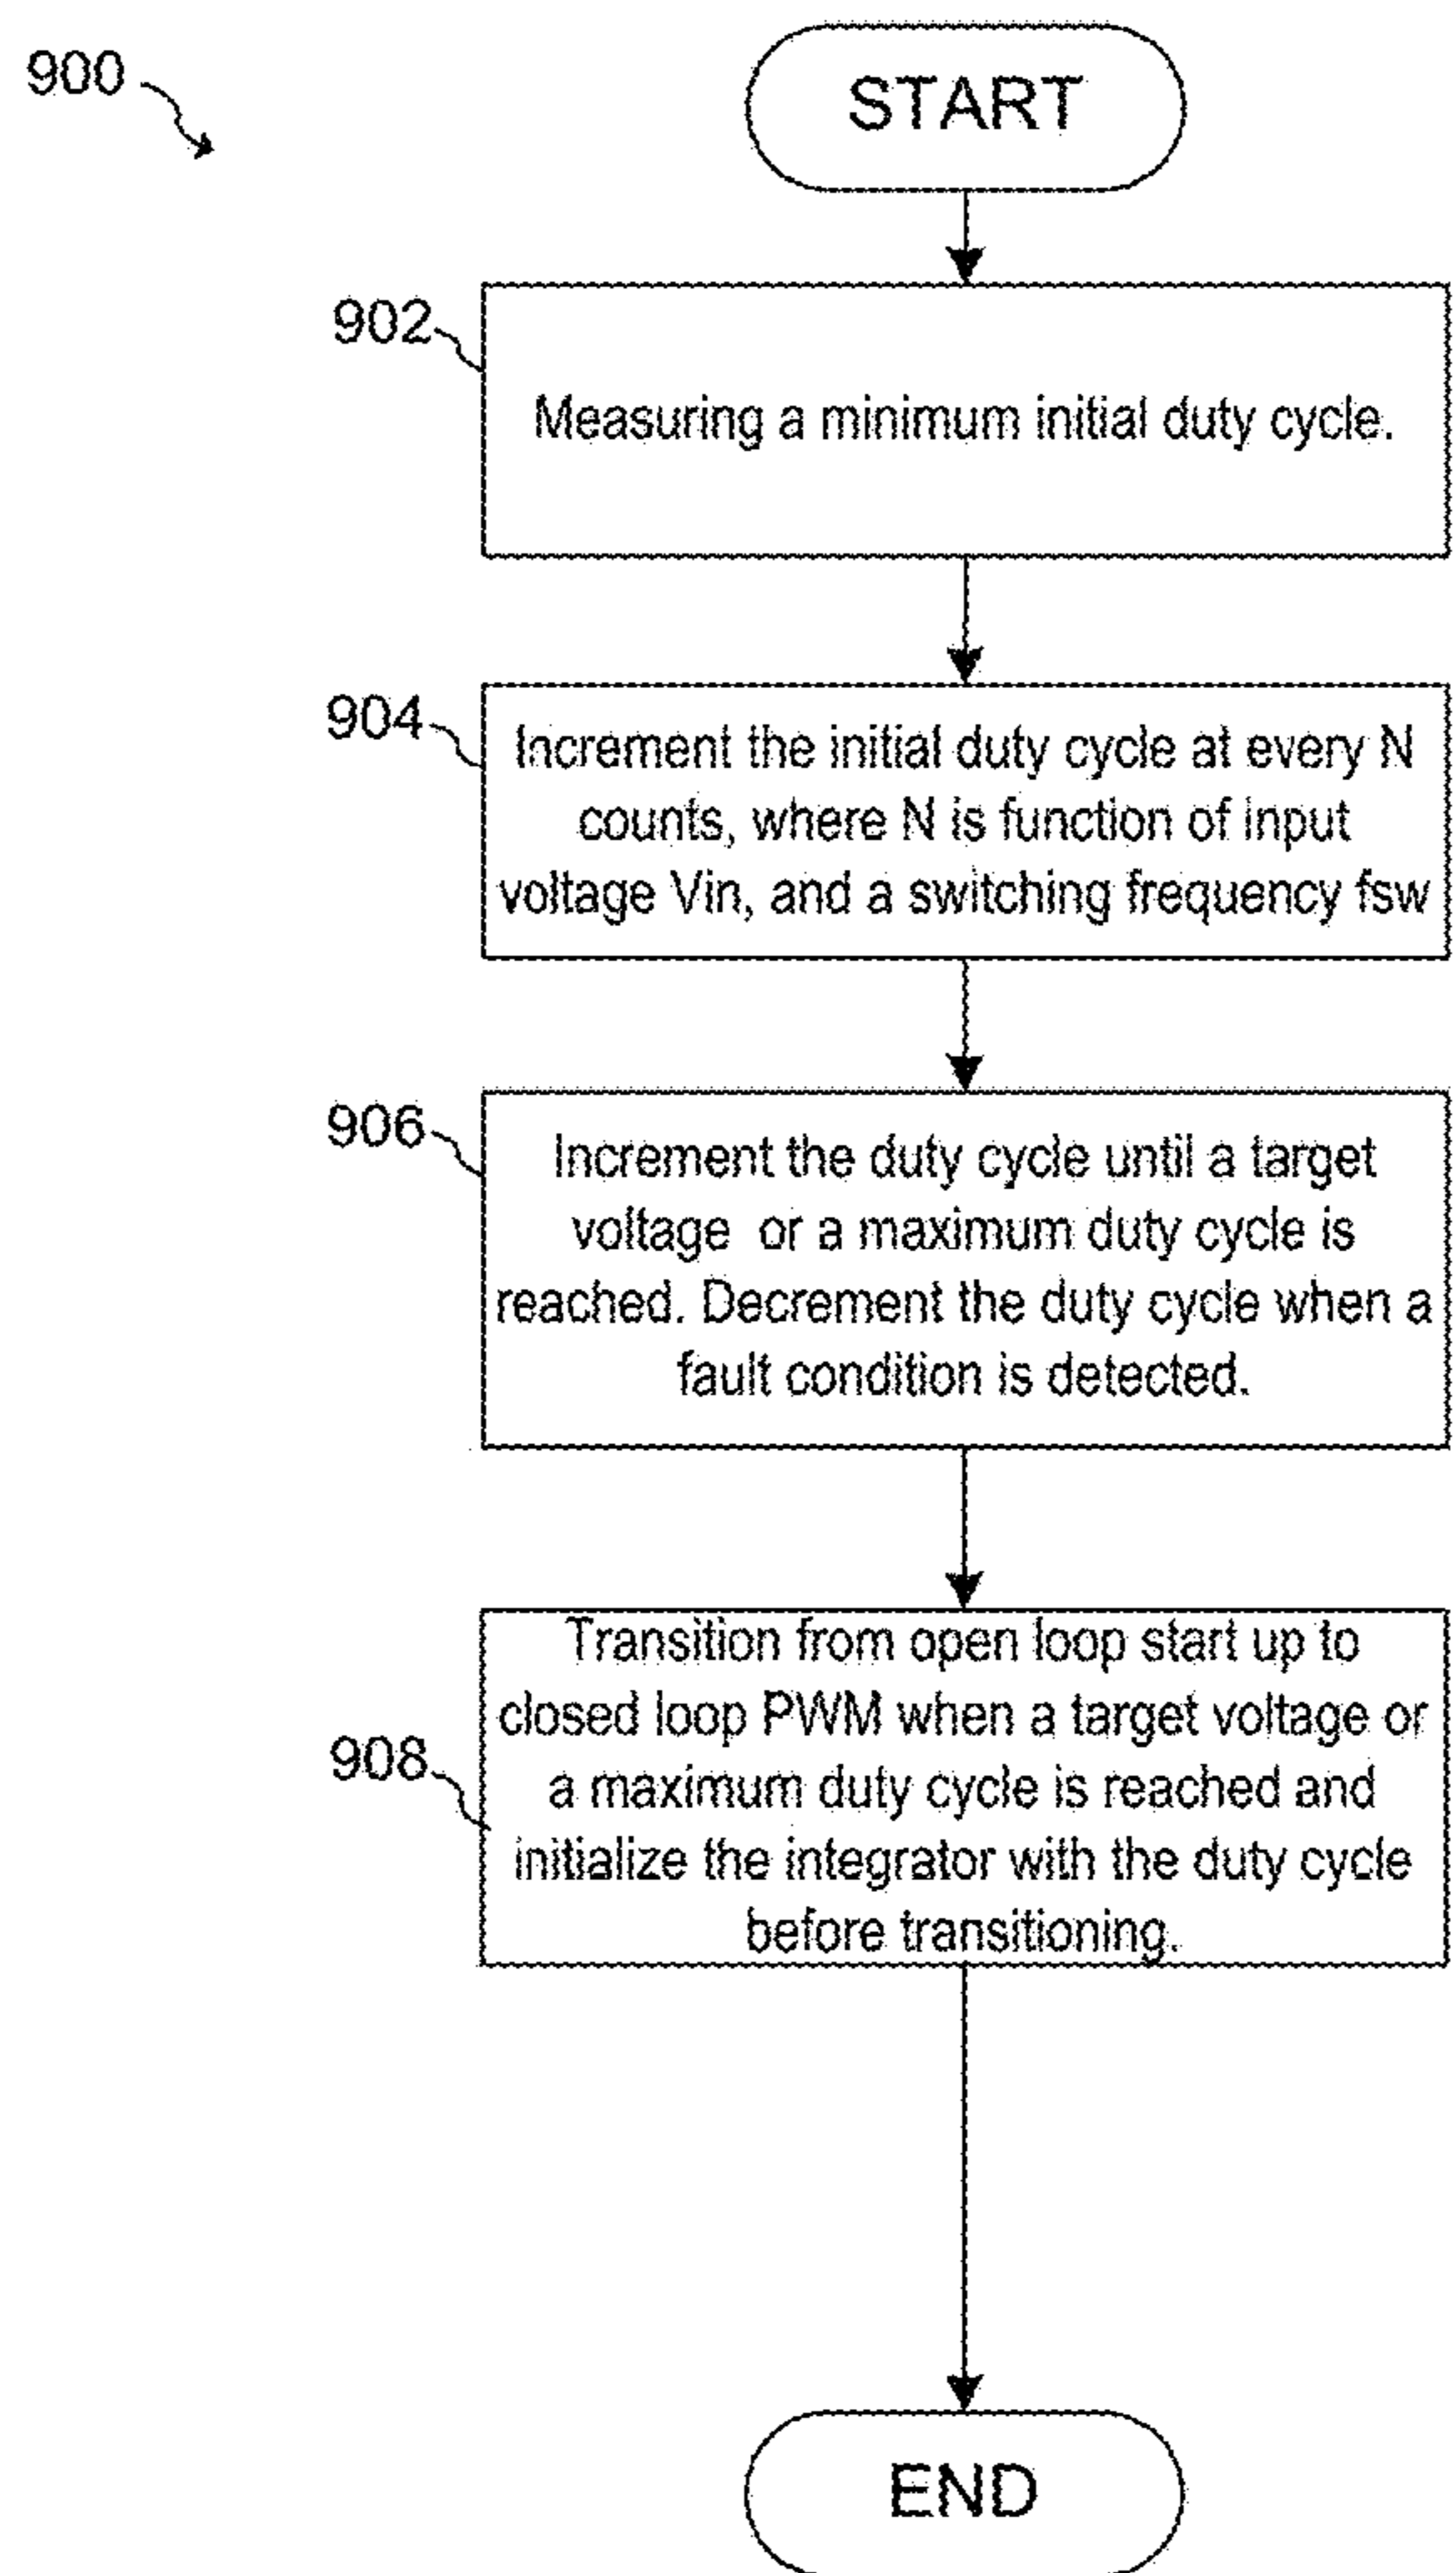 900
START
902
Measuring a minimum initial duty cycle.
904
Increment the initial duty cycle at every N
counts, where N is function of input
voltage Vin, and a switching frequency fsw
906
Increment the duty cycle until a target
voltage or a maximum duty cycle is
reached. Decrement the duty cycle when a
fault condition is detected.
908
Transition from open loop start up to
closed loop PWM when a target voltage or
a maximum duty cycle is reached and
initialize the integrator with the duty cycle
before transitioning.
END